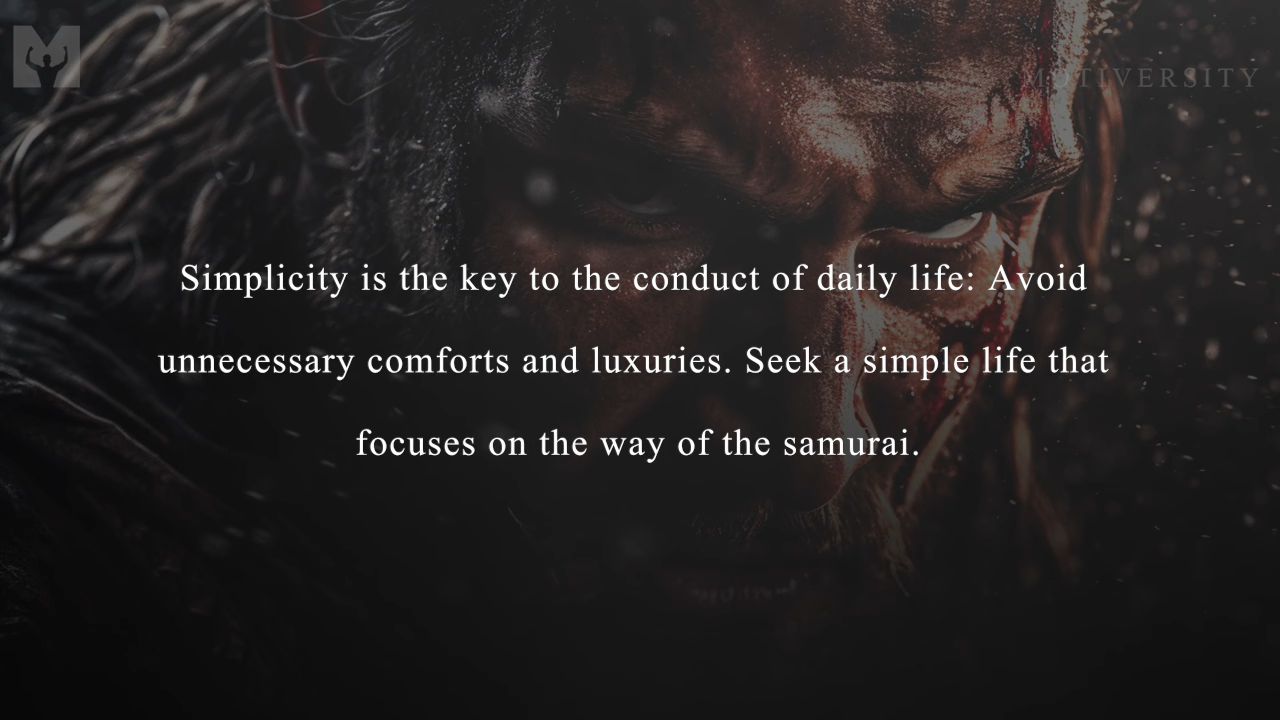 MOTIVERSITY
Simplicity is the key to the conduct of daily life: Avoid
unnecessary comforts and luxuries. Seek a simple life that
focuses on the way of the samurai.